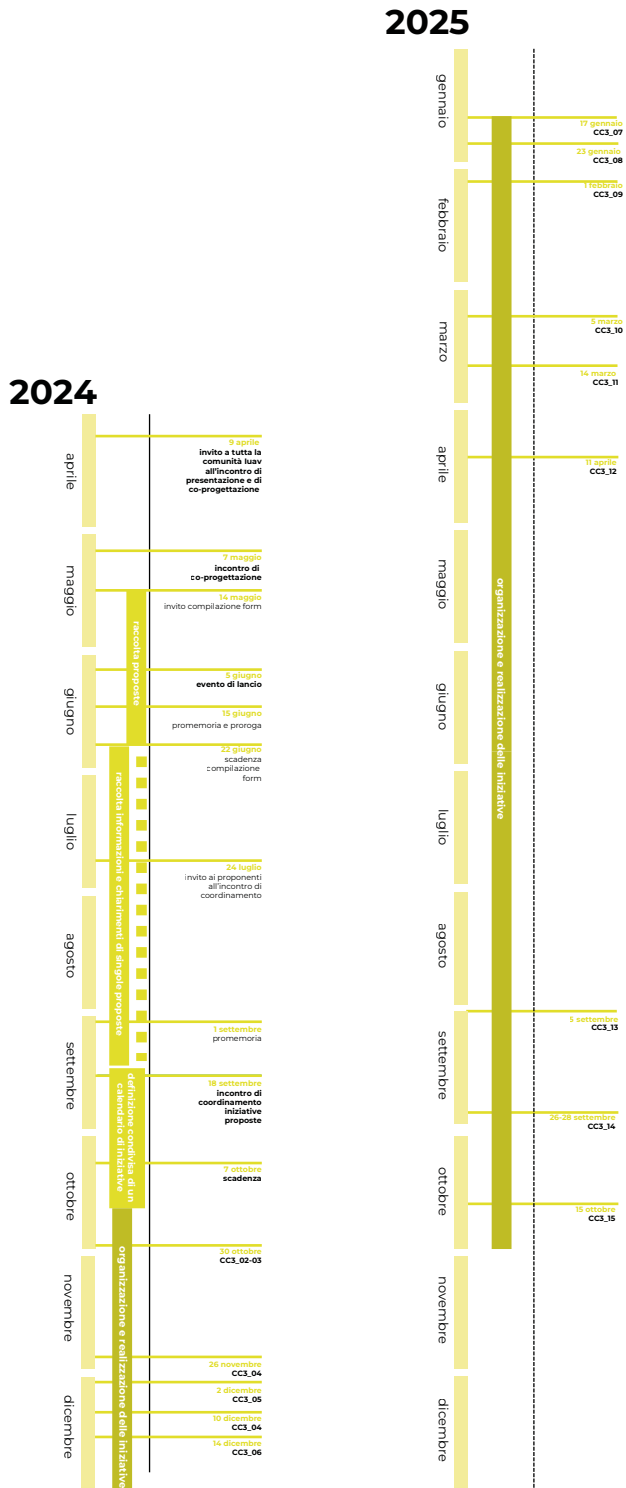 2025
gennaio
17 gennaio
CC3_07
23 gennaio
CC3_08
febbraio
1 febbraio
CC3_09
marzo
5 marzo
CC3_10
14 marzo
CC3_11
aprile
11 aprile
CC3_12
maggio
organizzazione e realizzazione delle iniziative
giugno
luglio
agosto
settembre
5 settembre
CC3_13
26-28 settembre
CC3_14
ottobre
15 ottobre
CC3_15
novembre
dicembre
2024
aprile
9 aprile
invito a tutta la
comunità Iuav
all'incontro di
presentazione e di
co-progettazione
maggio
7 maggio
incontro di
co-progettazione
14 maggio
invito compilazione form
raccolta proposte
giugno
5 giugno
evento di lancio
15 giugno
promemoria e proroga
22 giugno
scadenza
compilazione
form
raccolta informazioni e chiarimenti di singole proposte
luglio
24 luglio
invito ai proponenti
all'incontro di
coordinamento
agosto
settembre
1 settembre
promemoria
18 settembre
incontro di
coordinamento
iniziative
proposte
definizione condivisa di un
calendario di iniziative
ottobre
7 ottobre
scadenza
30 ottobre
CC3_02-03
organizzazione e realizzazione delle iniziative
novembre
26 novembre
CC3_04
dicembre
2 dicembre
CC3_05
10 dicembre
CC3_04
14 dicembre
CC3_06